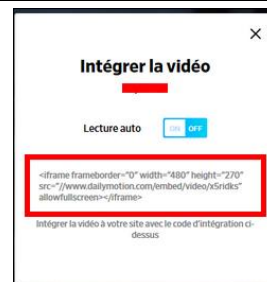 ×
Intégrer la vidéo
Lecture auto ON OFF
<iframe frameborder="0" width="480" height="270"
src="//www.dailymotion.com/embed/video/x5ridks"
allowfullscreen></iframe>
Intégrer la vidéo à votre site avec le code d'intégration ci-
dessus